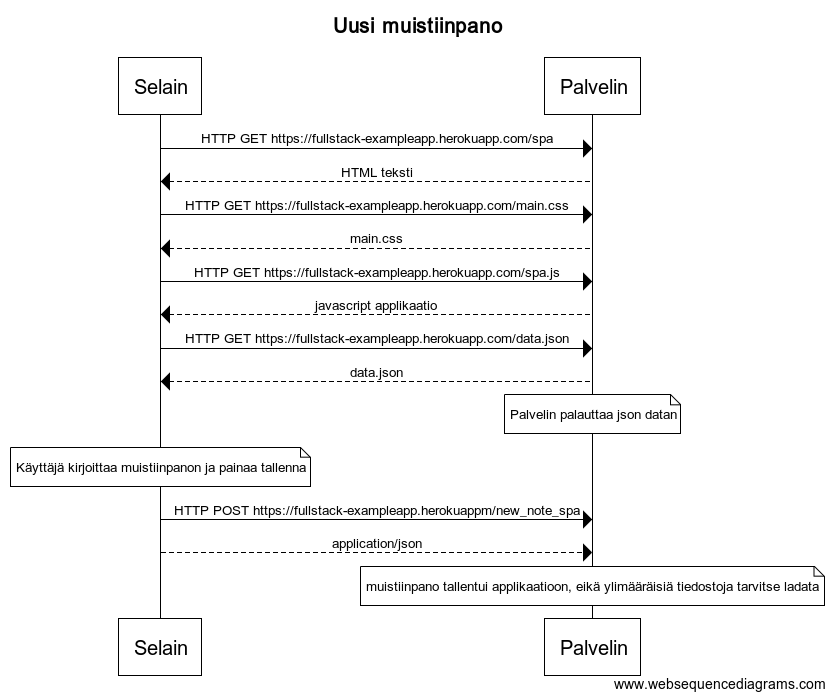 Uusi muistiinpano
Selain
Palvelin
HTTP GET https://fullstack-exampleapp.herokuapp.com/spa
HTML teksti
HTTP GET https://fullstack-exampleapp.herokuapp.com/main.css
main.css
HTTP GET https://fullstack-exampleapp.herokuapp.com/spa.js
javascript applikaatio
HTTP GET https://fullstack-exampleapp.herokuapp.com/data.json
data.json
Palvelin palauttaa json datan
Käyttäjä kirjoittaa muistiinpanon ja painaa tallenna
HTTP POST https://fullstack-exampleapp.herokuappm/new_note_spa
application/json
muistiinpano tallentui applikaatioon, eikä ylimääräisiä tiedostoja tarvitse ladata
Selain
Palvelin
www.websequencediagrams.com